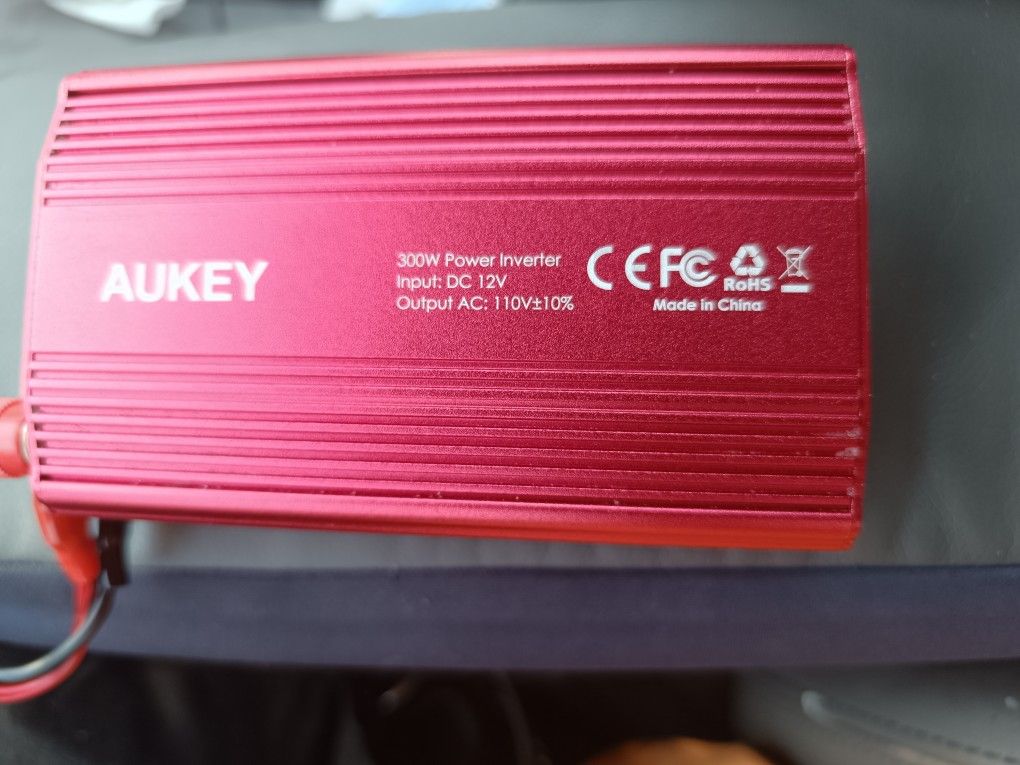 AUKEY
300W Power Inverter
Input: DC 12V
Output AC: 110V±10%
CE FC RoHS
Made in China